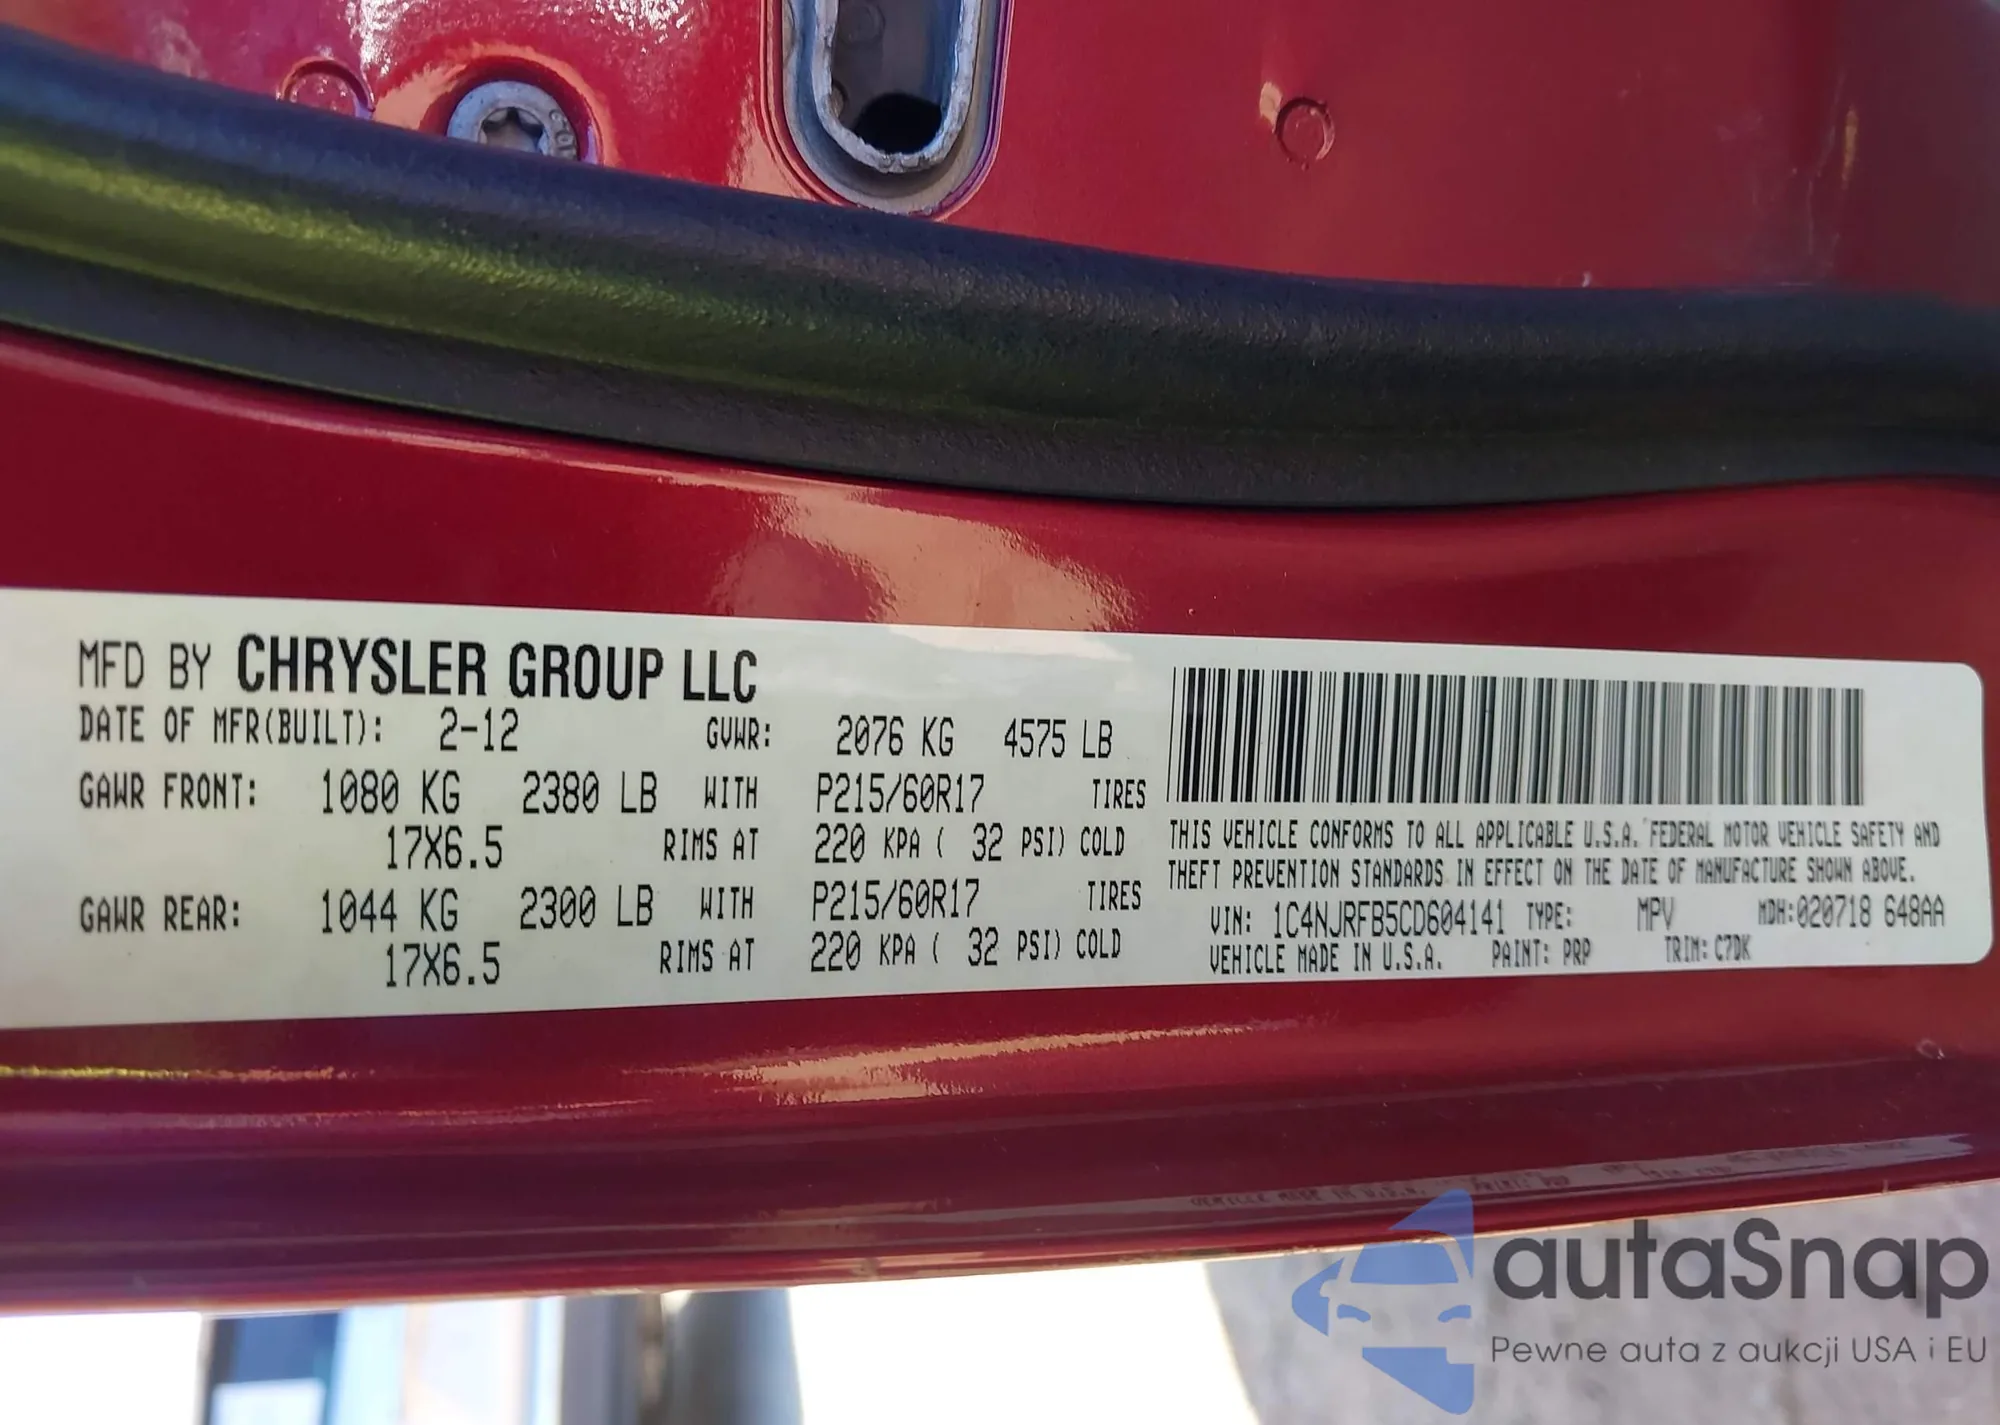 MFD BY CHRYSLER GROUP LLC
DATE OF MFR(BUILT): 2-12 GVWR: 2076 KG 4575 LB
GAWR FRONT: 1080 KG 2380 LB WITH P215/60R17 TIRES
17X6.5 RIMS AT 220 KPA ( 32 PSI) COLD
GAWR REAR: 1044 KG 2300 LB WITH P215/60R17 TIRES
17X6.5 RIMS AT 220 KPA ( 32 PSI) COLD
THIS VEHICLE CONFORMS TO ALL APPLICABLE U.S.A. FEDERAL MOTOR VEHICLE SAFETY AND
THEFT PREVENTION STANDARDS IN EFFECT ON THE DATE OF MANUFACTURE SHOWN ABOVE.
VIN: 1C4NJRFB5CD604141 TYPE: MPV MDH:020718 648AA
VEHICLE MADE IN U.S.A. PAINT: PRP TRIM: C7DK
autaSnap
Pewne auta z aukcji USA i EU